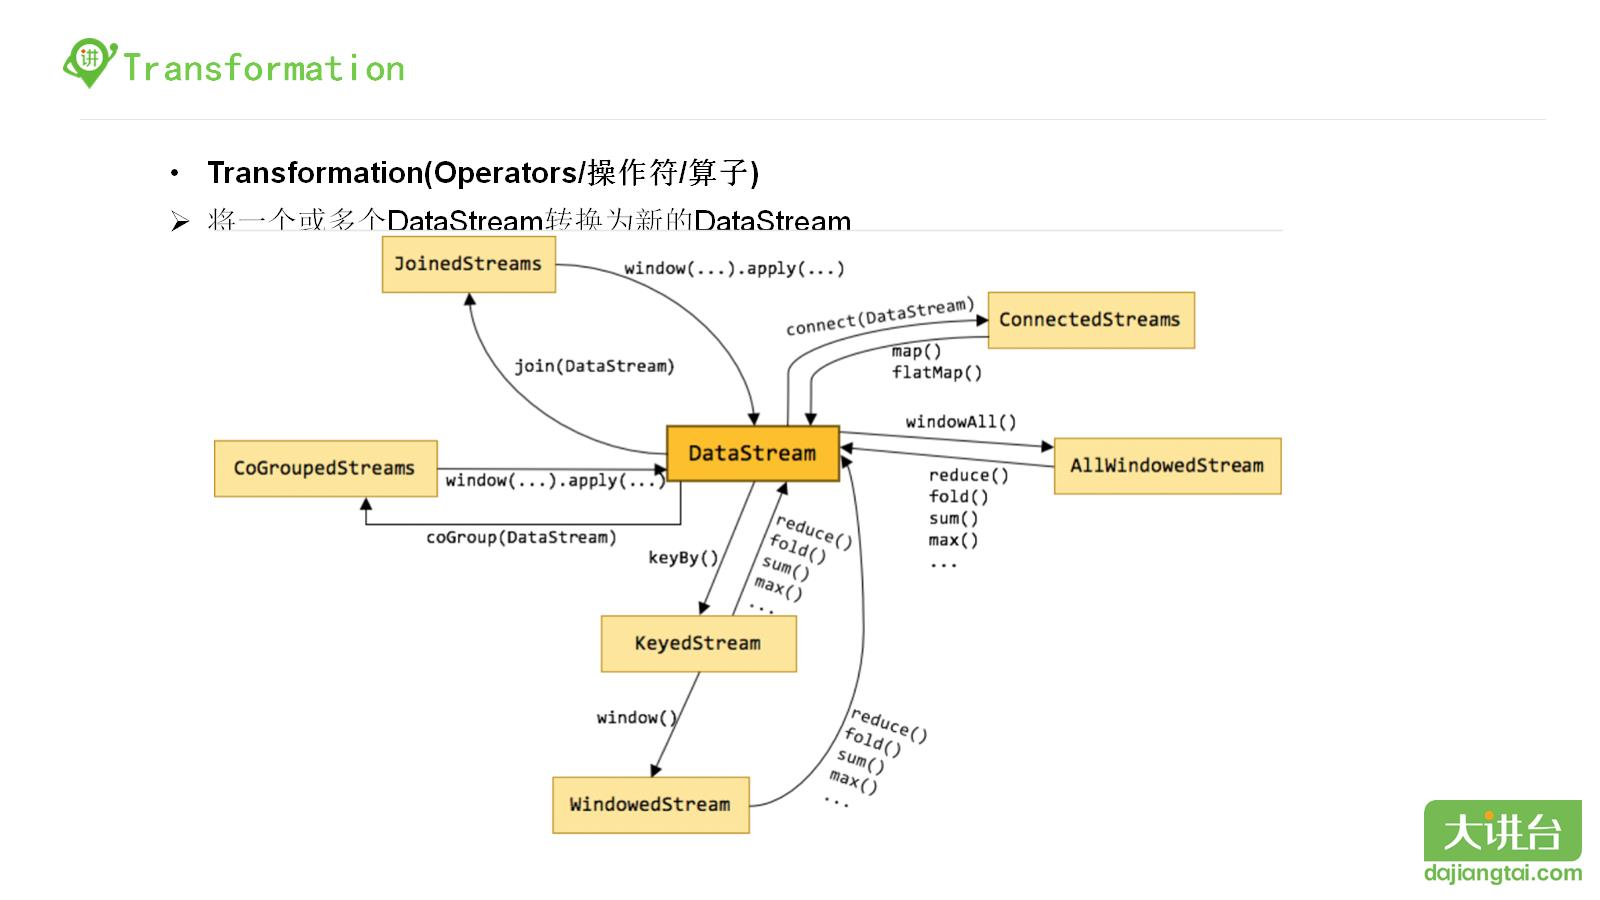 讲
Transformation
• Transformation(Operators/操作符/算子)
➢ 将一个或多个DataStream转换为新的DataStream
JoinedStreams
window(...).apply(...)
connect(DataStream)
ConnectedStreams
map()
flatMap()
join(DataStream)
windowAll()
DataStream
CoGroupedStreams
AllWindowedStream
window(...).apply(...)
reduce()
fold()
sum()
max()
...
coGroup(DataStream)
keyBy()
reduce()
fold()
sum()
max()
...
KeyedStream
window()
reduce()
fold()
sum()
max()
...
WindowedStream
大讲台
dajiangtai.com